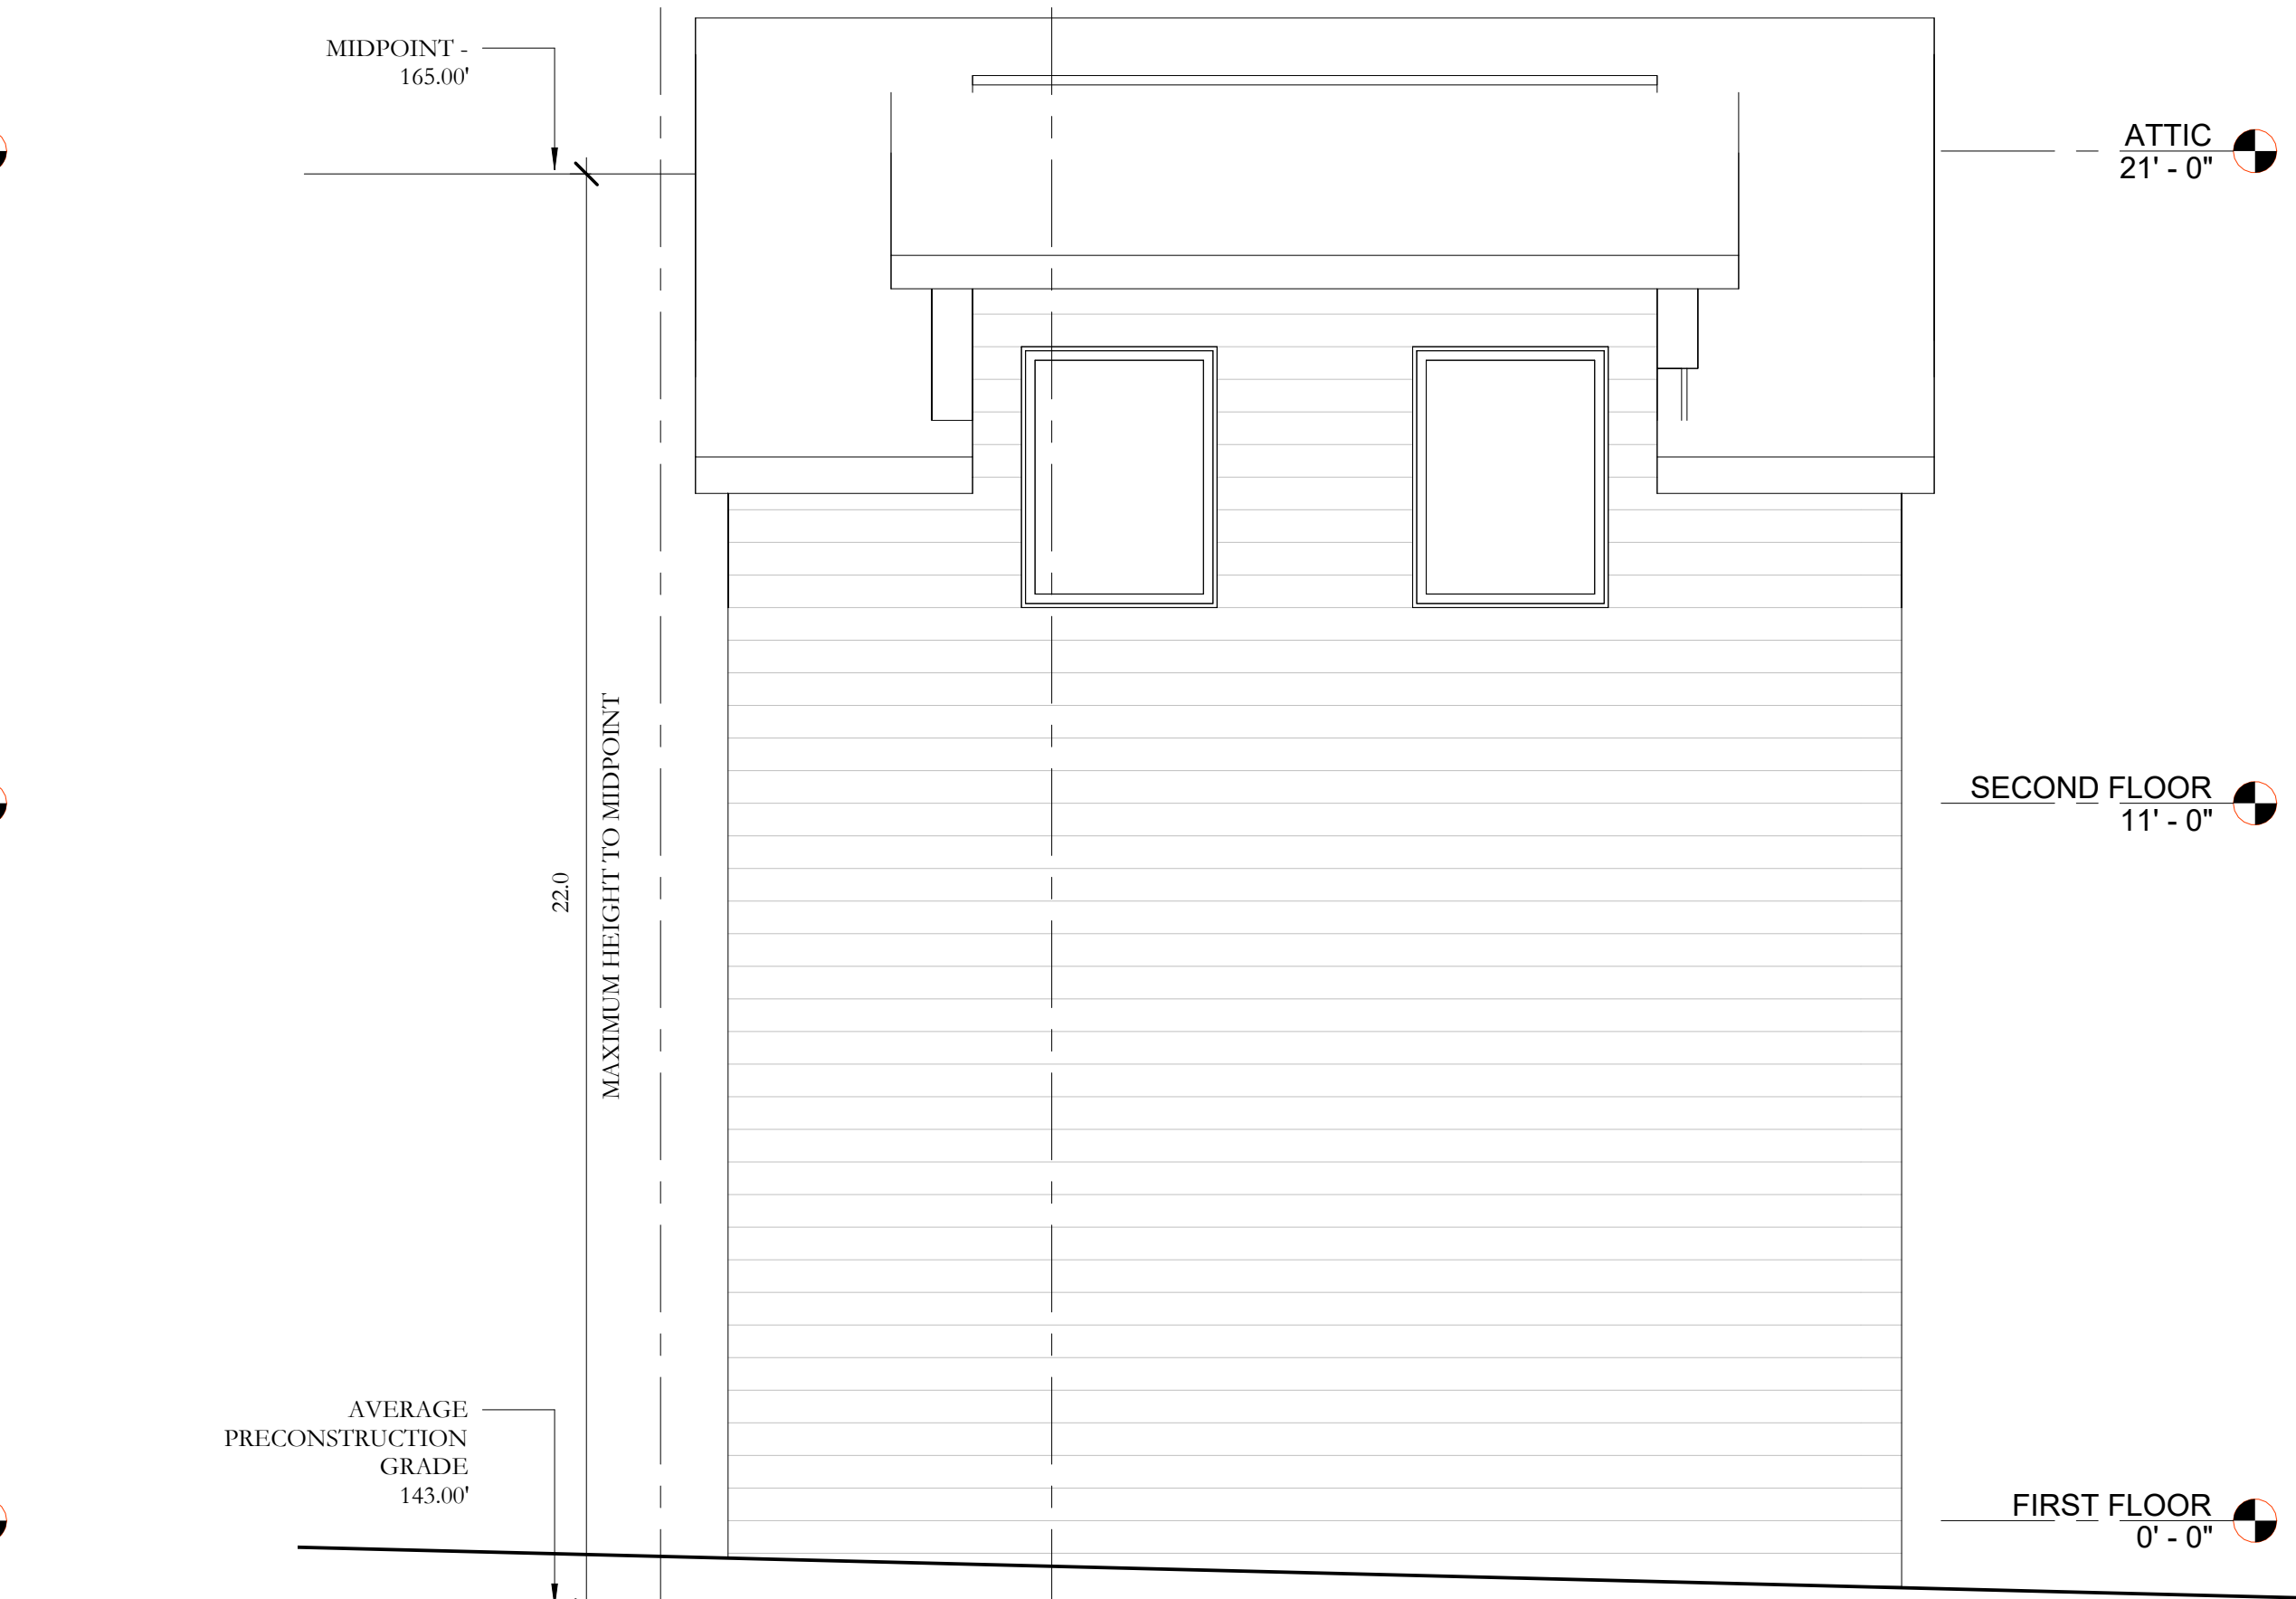 MIDPOINT -
165.00'
ATTIC
21' - 0"
MAXIMUM HEIGHT TO MIDPOINT
22.0
SECOND FLOOR
11' - 0"
AVERAGE
PRECONSTRUCTION
GRADE
143.00'
FIRST FLOOR
0' - 0"